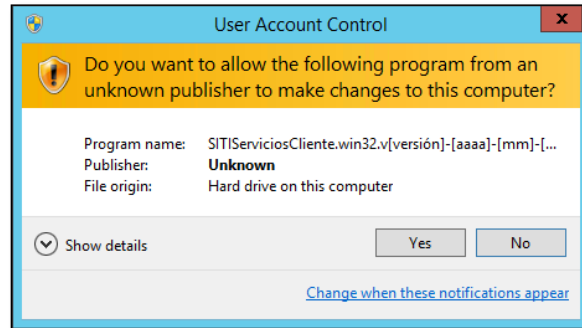 User Account Control
x
Do you want to allow the following program from an
unknown publisher to make changes to this computer?
Program name: SITIServiciosCliente.win32.v[versión]-[aaaa]-[mm]-[...
Publisher: Unknown
File origin: Hard drive on this computer
Show details Yes No
Change when these notifications appear